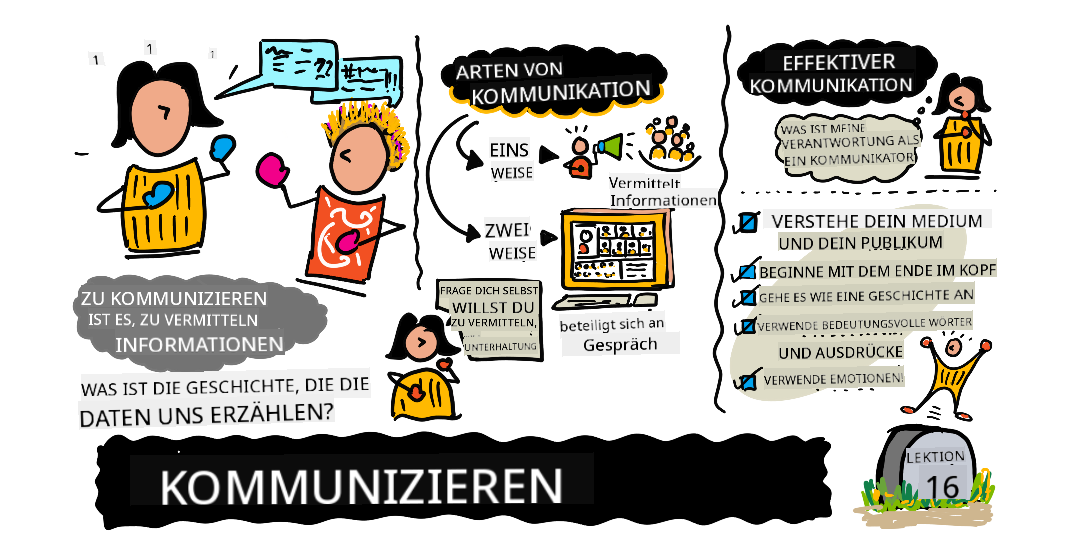 1
1
1
??
!!!
ZU KOMMUNIZIEREN
IST ES, ZU VERMITTELN
INFORMATIONEN
WAS IST DIE GESCHICHTE, DIE DIE
DATEN UNS ERZÄHLEN?
ARTEN VON
KOMMUNIKATION
EINS
WEISE
Vermittelt
Informationen
ZWEI
WEISE
beteiligt sich an
Gespräch
FRAGE DICH SELBST
WILLST DU
ZU VERMITTELN,
UNTERHALTUNG
EFFEKTIVER
KOMMUNIKATION
WAS IST MEINE
VERANTWORTUNG ALS
EIN KOMMUNIKATOR
VERSTEHE DEIN MEDIUM
UND DEIN PUBLIKUM
BEGINNE MIT DEM ENDE IM KOPF
GEHE ES WIE EINE GESCHICHTE AN
VERWENDE BEDEUTUNGSVOLLE WÖRTER
UND AUSDRÜCKE
VERWENDE EMOTIONEN!
KOMMUNIZIEREN
LEKTION
16